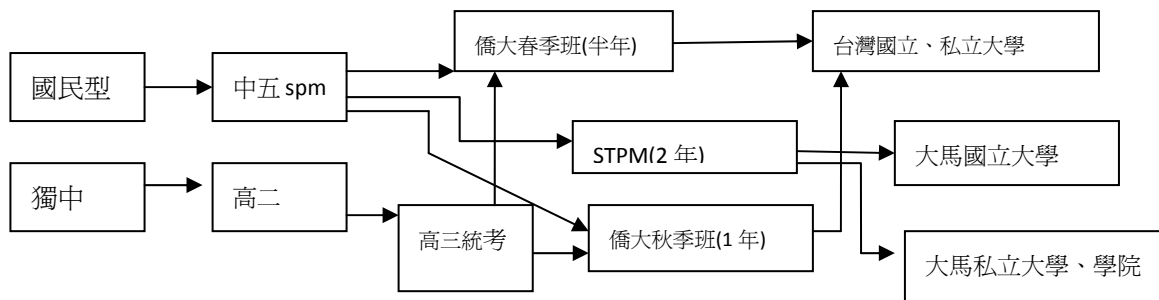 僑大春季班(半年)
台灣國立、私立大學
國民型
中五 spm
STPM(2 年)
大馬國立大學
獨中
高二
高三統考
僑大秋季班(1 年)
大馬私立大學、學院